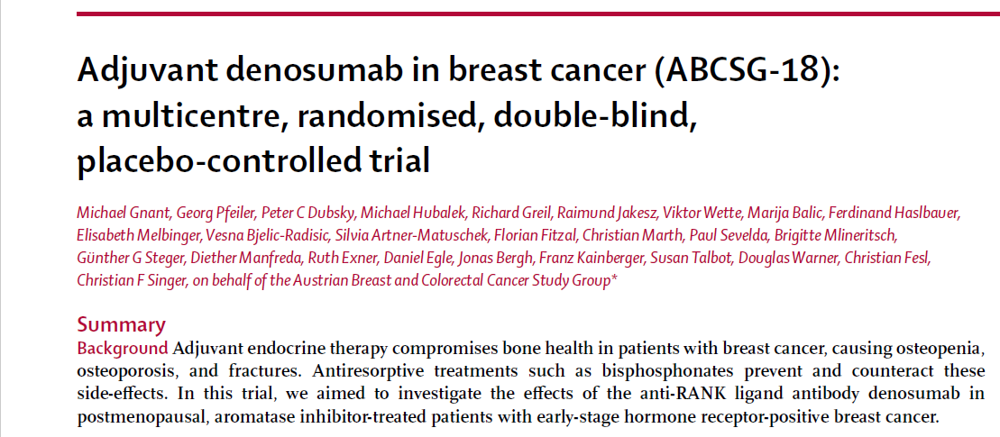 Adjuvant denosumab in breast cancer (ABCSG-18):
a multicentre, randomised, double-blind,
placebo-controlled trial
Michael Gnant, Georg Pfeiler, Peter C Dubsky, Michael Hubalek, Richard Greil, Raimund Jakesz, Viktor Wette, Marija Balic, Ferdinand Haslbauer,
Elisabeth Melbinger, Vesna Bjelic-Radisic, Silvia Artner-Matuschek, Florian Fitzal, Christian Marth, Paul Sevelda, Brigitte Mlineritsch,
Günther G Steger, Diether Manfreda, Ruth Exner, Daniel Egle, Jonas Bergh, Franz Kainberger, Susan Talbot, Douglas Warner, Christian Fesl,
Christian F Singer, on behalf of the Austrian Breast and Colorectal Cancer Study Group*
Summary
Background Adjuvant endocrine therapy compromises bone health in patients with breast cancer, causing osteopenia,
osteoporosis, and fractures. Antiresorptive treatments such as bisphosphonates prevent and counteract these
side-effects. In this trial, we aimed to investigate the effects of the anti-RANK ligand antibody denosumab in
postmenopausal, aromatase inhibitor-treated patients with early-stage hormone receptor-positive breast cancer.